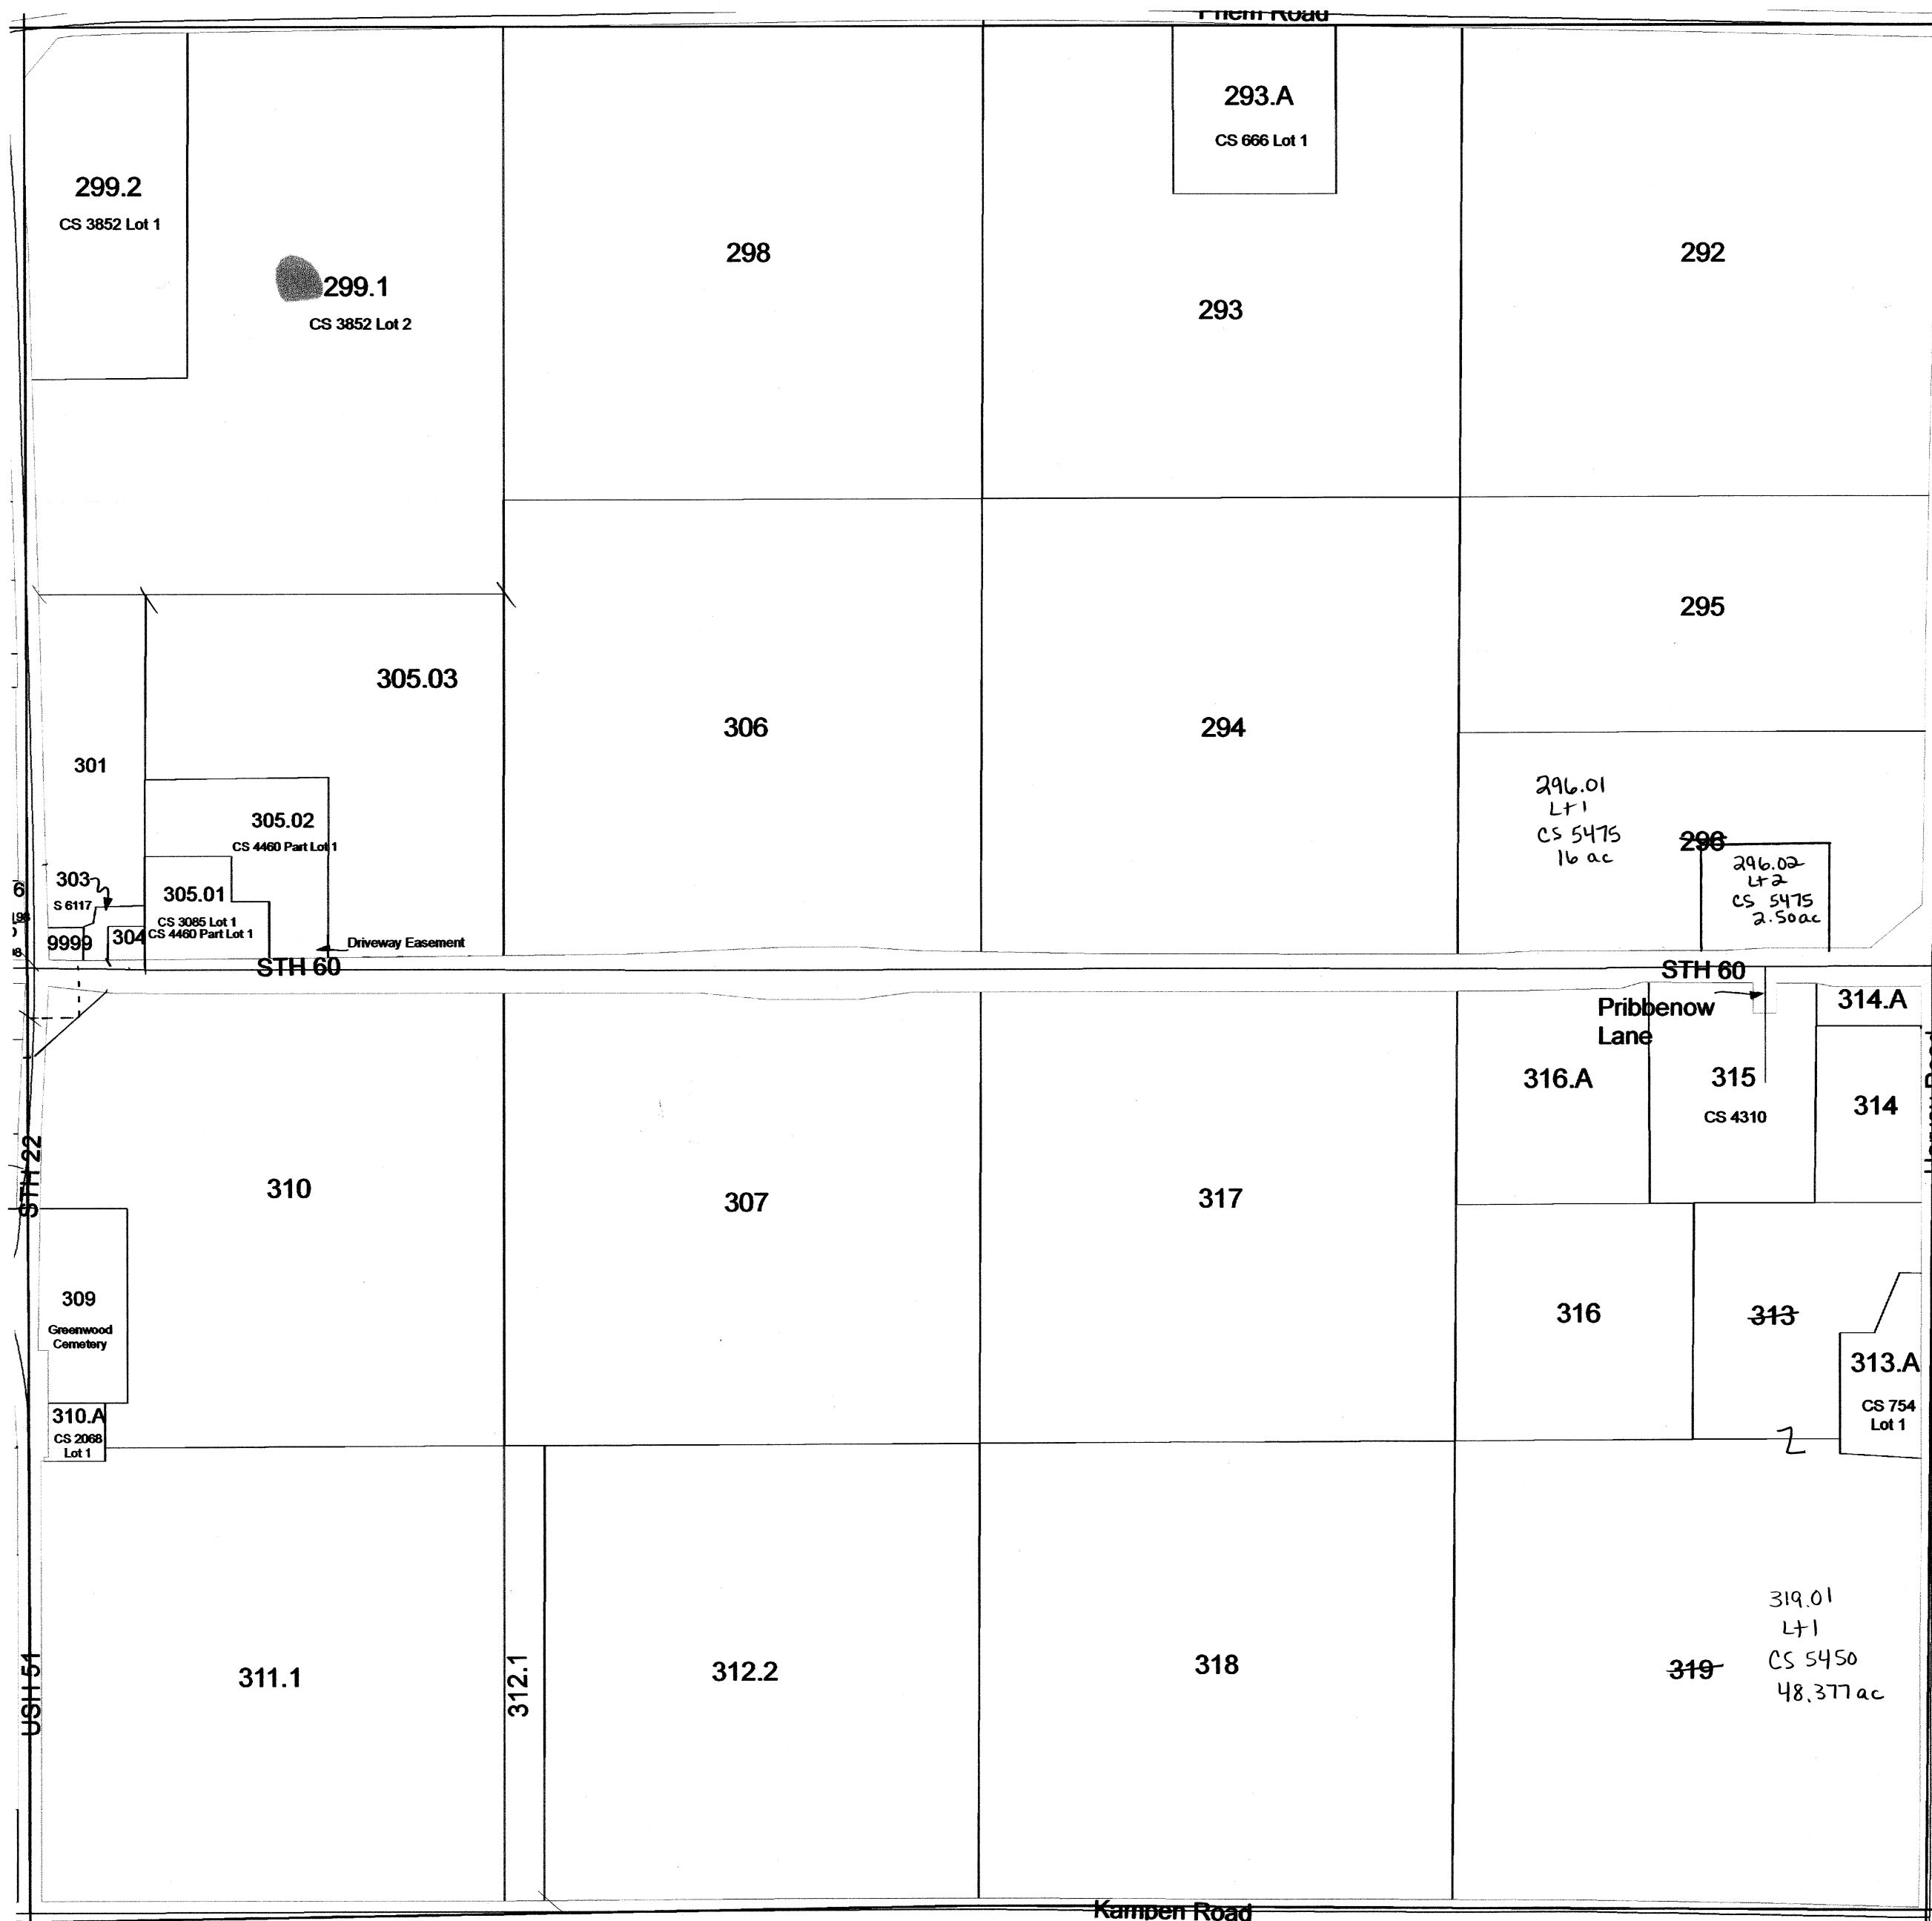 299.2
CS 3852 Lot 1
299.1
CS 3852 Lot 2
298
293.A
CS 666 Lot 1
293
292
301
305.03
306
294
295
305.02
CS 4460 Part Lot 1
303
S 6117
305.01
CS 3085 Lot 1
CS 4460 Part Lot 1
9999
304
Driveway Easement
296.01
Lt 1
CS 5475
16 ac
296
296.02
Lt 2
CS 5475
2.50 ac
STH 60
STH 60
Pribbenow
Lane
314.A
316.A
315
CS 4310
314
STH 22
310
307
317
309
Greenwood
Cemetery
316
313
313.A
CS 754
Lot 1
310.A
CS 2068
Lot 1
2
USH 51
311.1
312.1
312.2
318
319
319.01
Lt 1
CS 5450
48.377 ac
Kampen Road